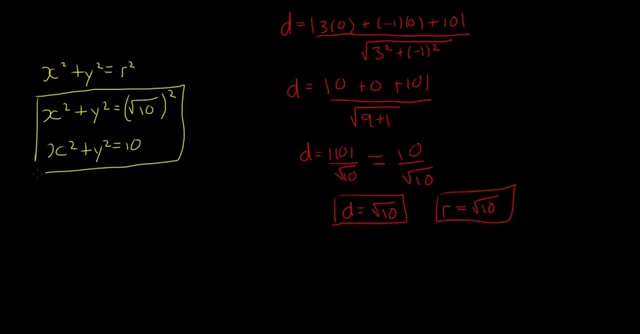 x² + y² = r²
x² + y² = (√10)²
x² + y² = 10
d = |3(0) + (-1)(0) + 10|
√3² + (-1)²
d = |0 + 0 + 10|
√9+1
d = |10| / √10 = 10 / √10
d = √10
r = √10